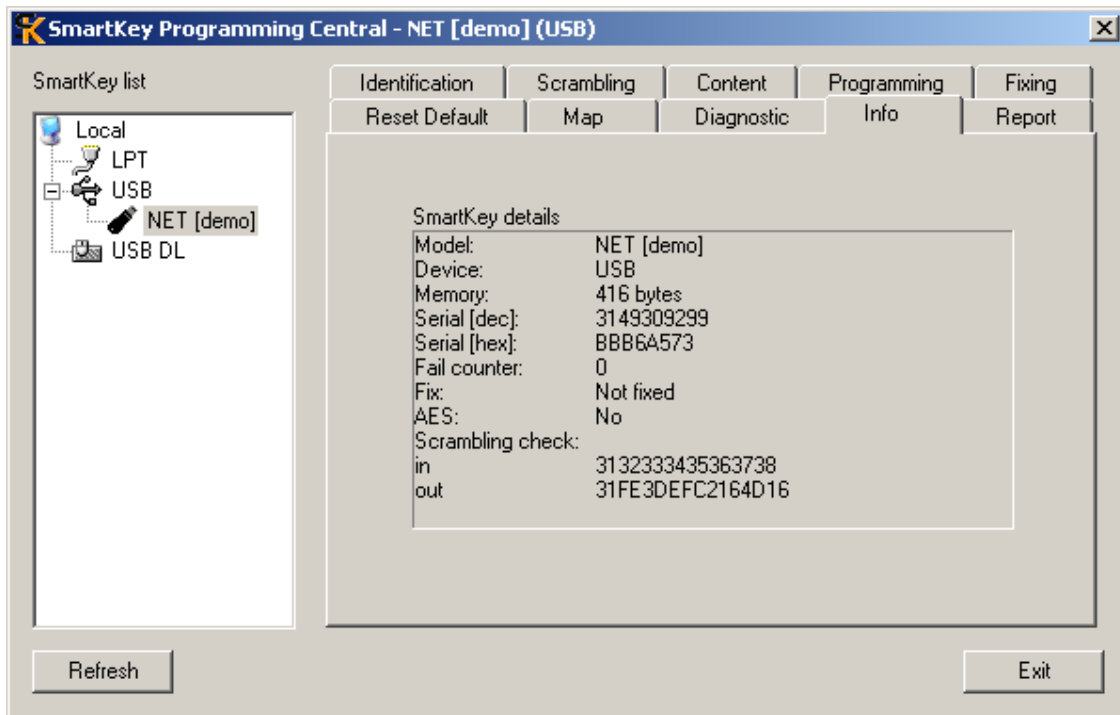 SmartKey Programming Central - NET [demo] (USB)
SmartKey list
Local
LPT
USB
NET [demo]
USB DL
Identification Scrambling Content Programming Fixing
Reset Default Map Diagnostic Info Report
SmartKey details
Model: NET [demo]
Device: USB
Memory: 416 bytes
Serial [dec]: 3149309299
Serial [hex]: BBB6A573
Fail counter: 0
Fix: Not fixed
AES: No
Scrambling check:
in 3132333435363738
out 31FE3DEFC2164D16
Refresh Exit